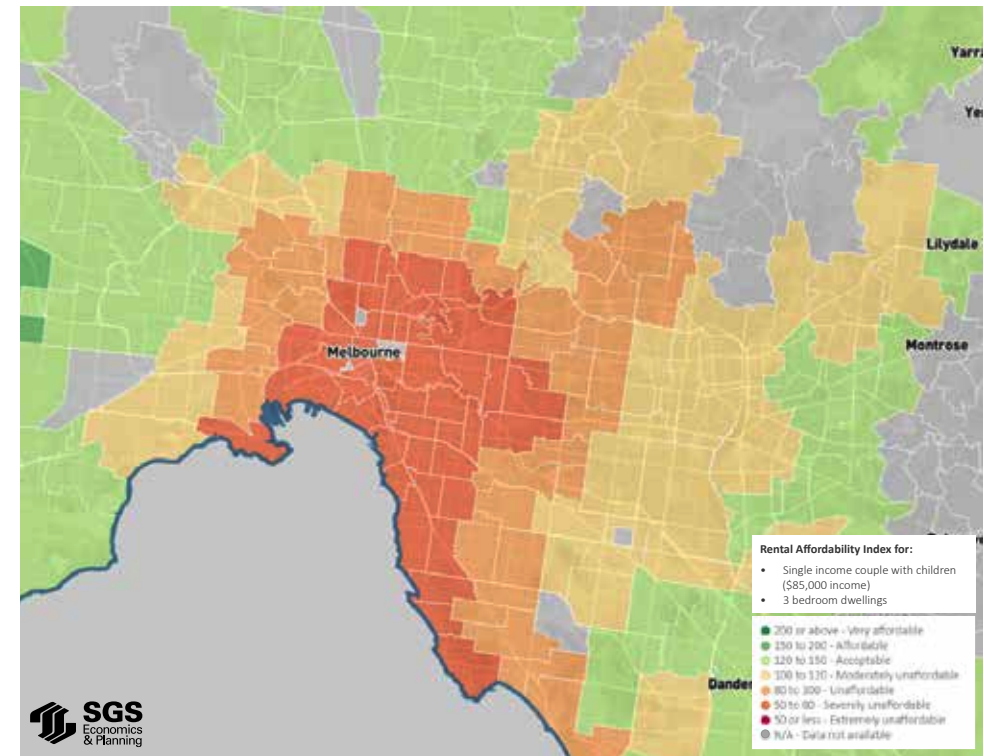 Yarr
Ye
Lilydale
Montrose
Melbourne
Dande
Rental Affordability Index for:
• Single income couple with children
($85,000 income)
• 3 bedroom dwellings
200 or above - Very affordable
150 to 200 - Affordable
120 to 150 - Acceptable
100 to 120 - Moderately unaffordable
80 to 100 - Unaffordable
50 to 80 - Severely unaffordable
50 or less - Extremely unaffordable
N/A - Data not available
SGS
Economics
& Planning